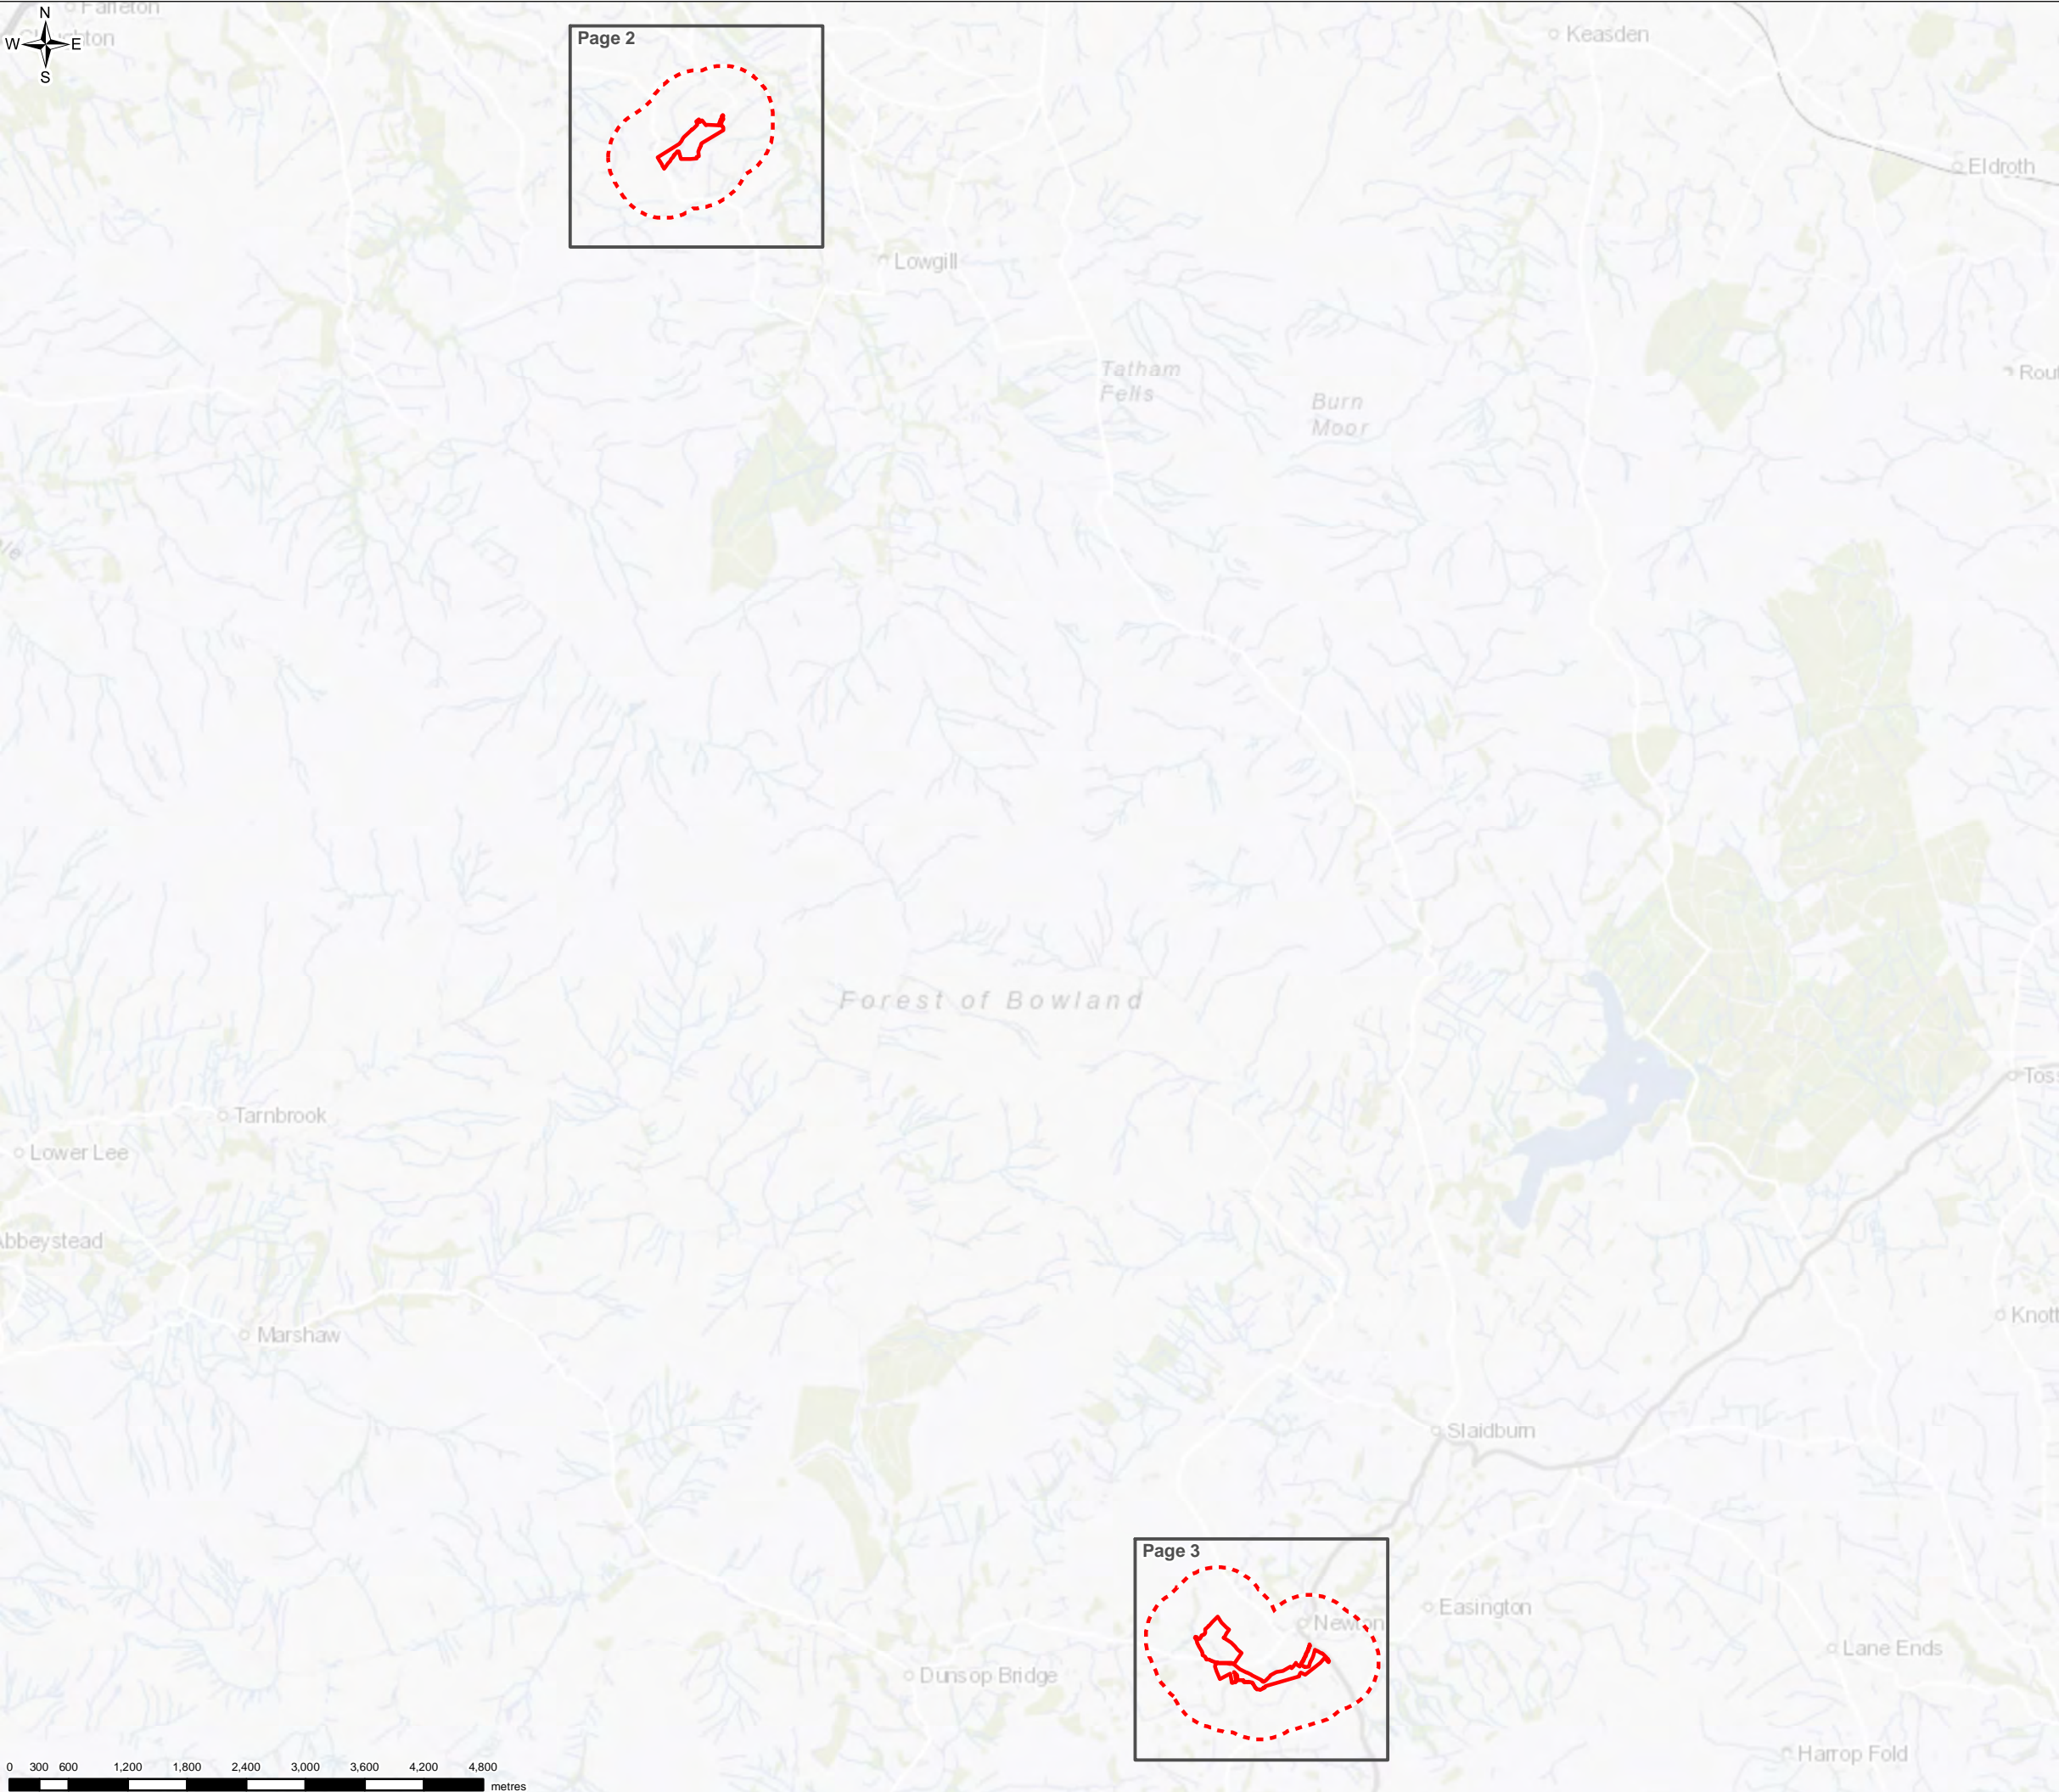 Farleton
N
W E
S
Page 2
Keasden
Eldroth
Lowgill
Tatham
Fells
Burn
Moor
Forest of Bowland
Tarnbrook
Lower Lee
Abbeystead
Marshaw
Slaidburn
Page 3
Newton
Easington
Lane Ends
Dunsop Bridge
Harrop Fold
0 300 600 1,200 1,800 2,400 3,000 3,600 4,200 4,800
metres